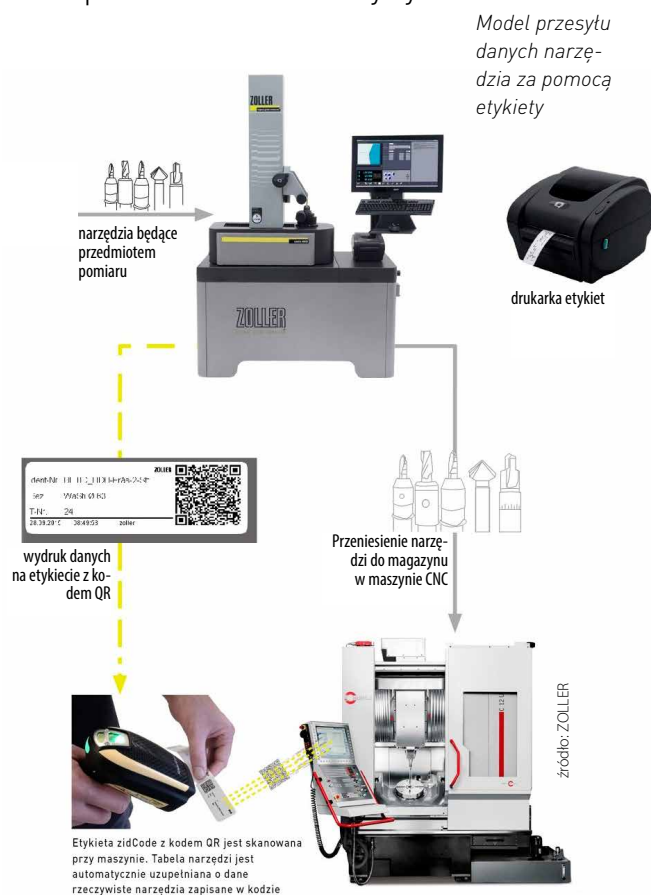 Model przesyłu
danych narzę-
dzia za pomocą
etykiety
ZOLLER
narzędzia będące
przedmiotem
pomiaru
drukarka etykiet
ZOLLER
ZOLLER
T-Nr. 24
zoller
wydruk danych
na etykiecie z ko-
dem QR
Przeniesienie narzę-
dzi do magazynu
w maszynie CNC
źródło: ZOLLER
Etykieta zidCode z kodem QR jest skanowana
przy maszynie. Tabela narzędzi jest
automatycznie uzupełniana o dane
rzeczywiste narzędzia zapisane w kodzie